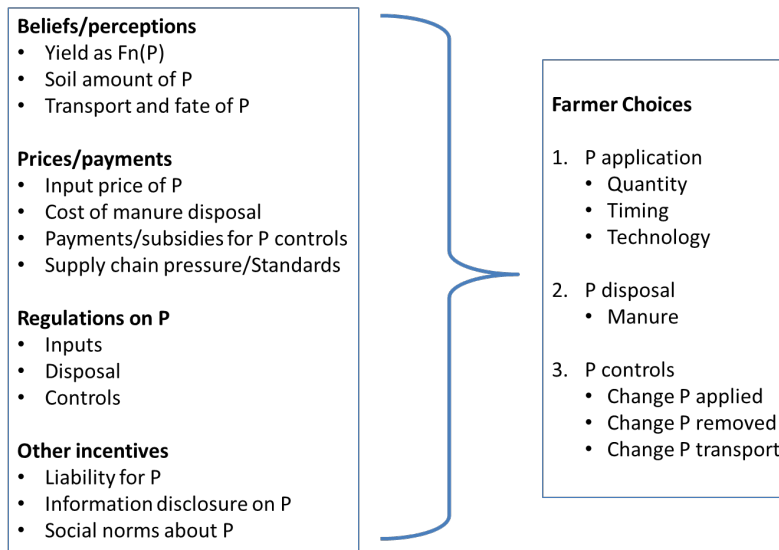 Beliefs/perceptions
• Yield as Fn(P)
• Soil amount of P
• Transport and fate of P
Prices/payments
• Input price of P
• Cost of manure disposal
• Payments/subsidies for P controls
• Supply chain pressure/Standards
Regulations on P
• Inputs
• Disposal
• Controls
Other incentives
• Liability for P
• Information disclosure on P
• Social norms about P
Farmer Choices
1. P application
• Quantity
• Timing
• Technology
2. P disposal
• Manure
3. P controls
• Change P applied
• Change P removed
• Change P transport